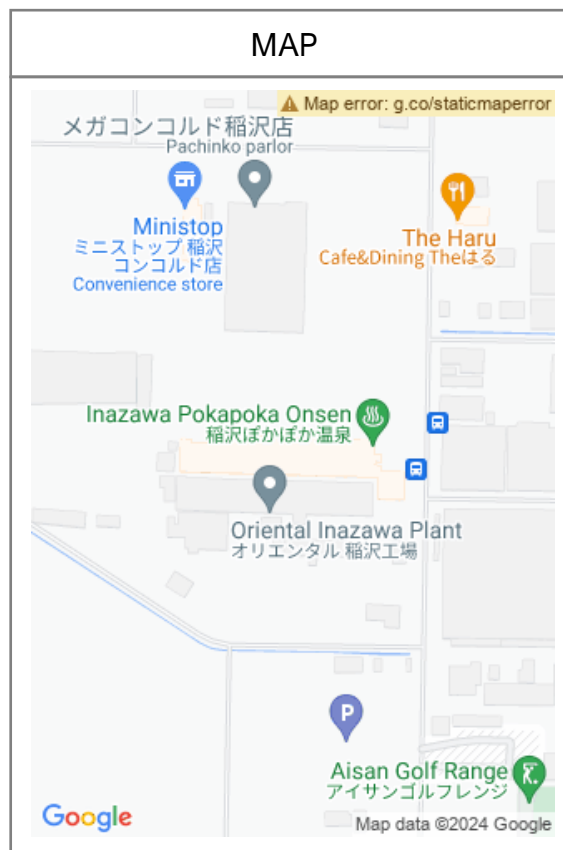 MAP
Map error: g.co/staticmaperror
メガコンコルド稲沢店
Pachinko parlor
Ministop
ミニストップ 稲沢
コンコルド店
Convenience store
The Haru
Cafe&Dining Theはる
Inazawa Pokapoka Onsen
稲沢ぽかぽか温泉
Oriental Inazawa Plant
オリエンタル 稲沢工場
P
Aisan Golf Range
アイサンゴルフレンジ
Google
Map data ©2024 Google